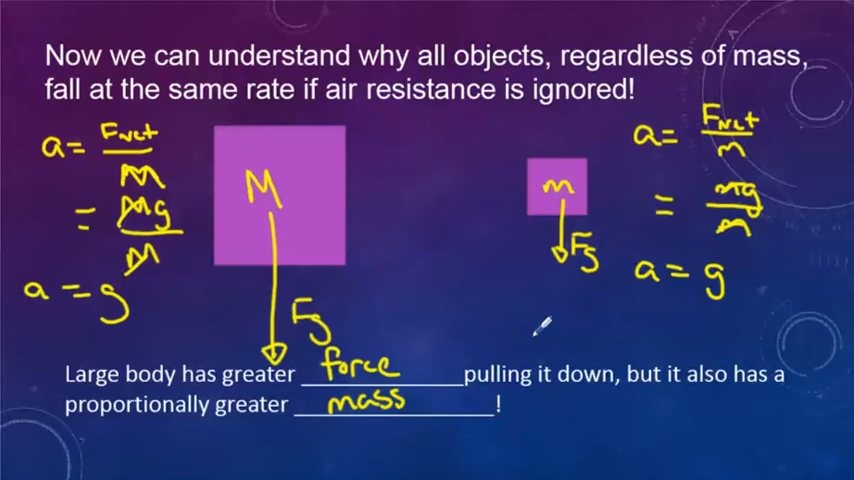 Now we can understand why all objects, regardless of mass,
fall at the same rate if air resistance is ignored!
a = FNet / M
= Mg / M
a = g
M
Fg
m
Fg
a = FNet / m
= mg / m
a = g
Large body has greater force pulling it down, but it also has a
proportionally greater mass!